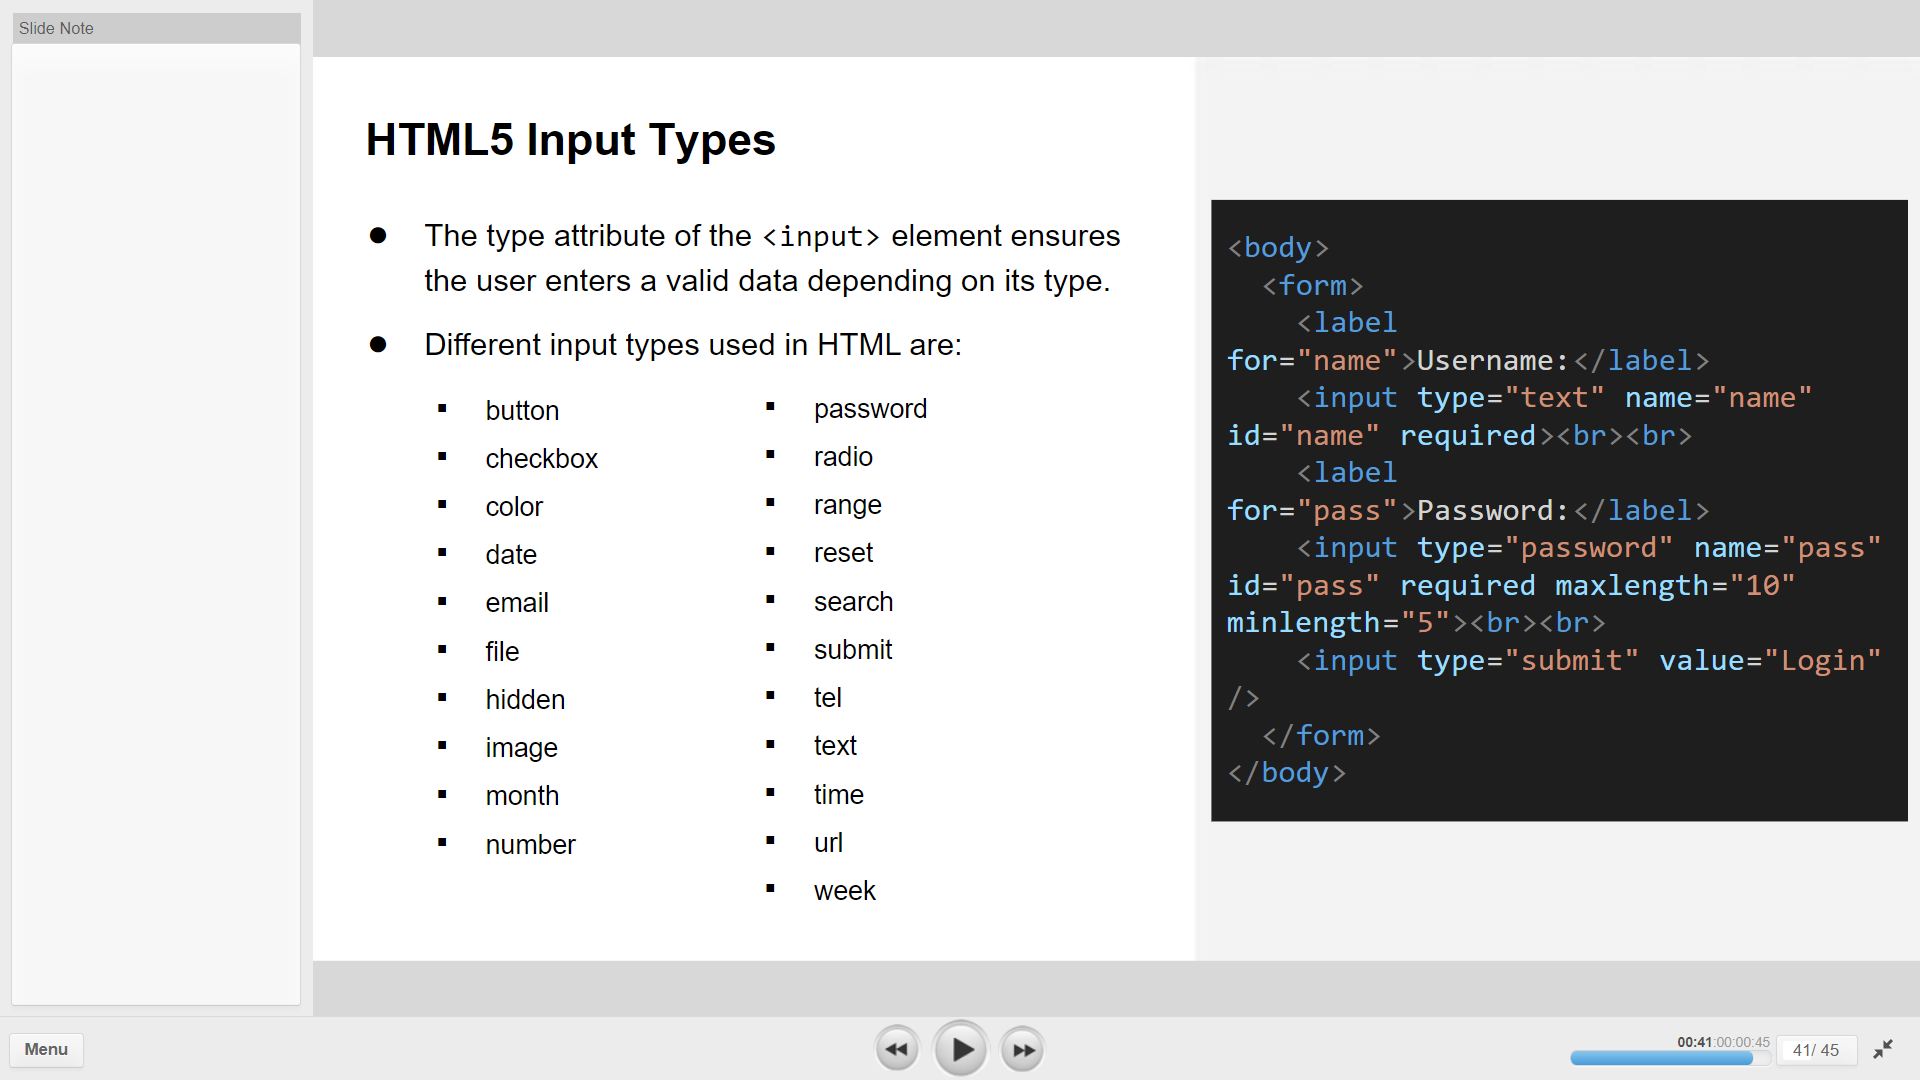 Slide Note
HTML5 Input Types
● The type attribute of the <input> element ensures
the user enters a valid data depending on its type.
● Different input types used in HTML are:
▪ button
▪ checkbox
▪ color
▪ date
▪ email
▪ file
▪ hidden
▪ image
▪ month
▪ number
▪ password
▪ radio
▪ range
▪ reset
▪ search
▪ submit
▪ tel
▪ text
▪ time
▪ url
▪ week
<body>
  <form>
    <label
for="name">Username:</label>
    <input type="text" name="name"
id="name" required><br><br>
    <label
for="pass">Password:</label>
    <input type="password" name="pass"
id="pass" required maxlength="10"
minlength="5"><br><br>
    <input type="submit" value="Login"
/>
  </form>
</body>
Menu
00:41:00:00:45
41/ 45